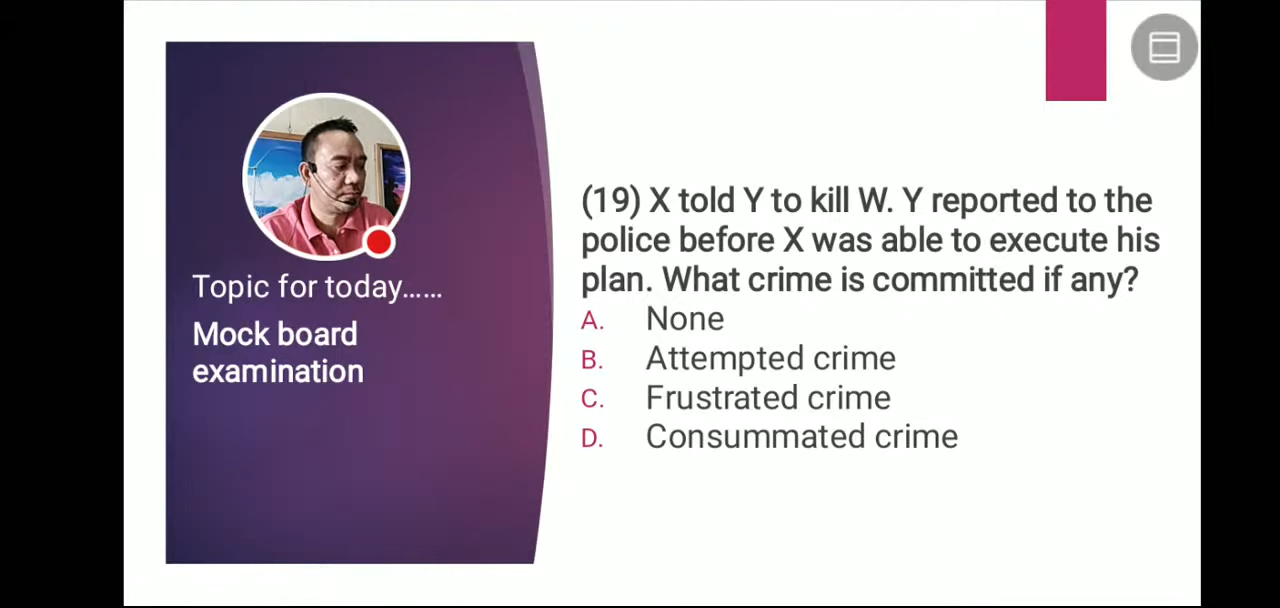 Topic for today......
Mock board
examination
(19) X told Y to kill W. Y reported to the
police before X was able to execute his
plan. What crime is committed if any?
A. None
B. Attempted crime
C. Frustrated crime
D. Consummated crime